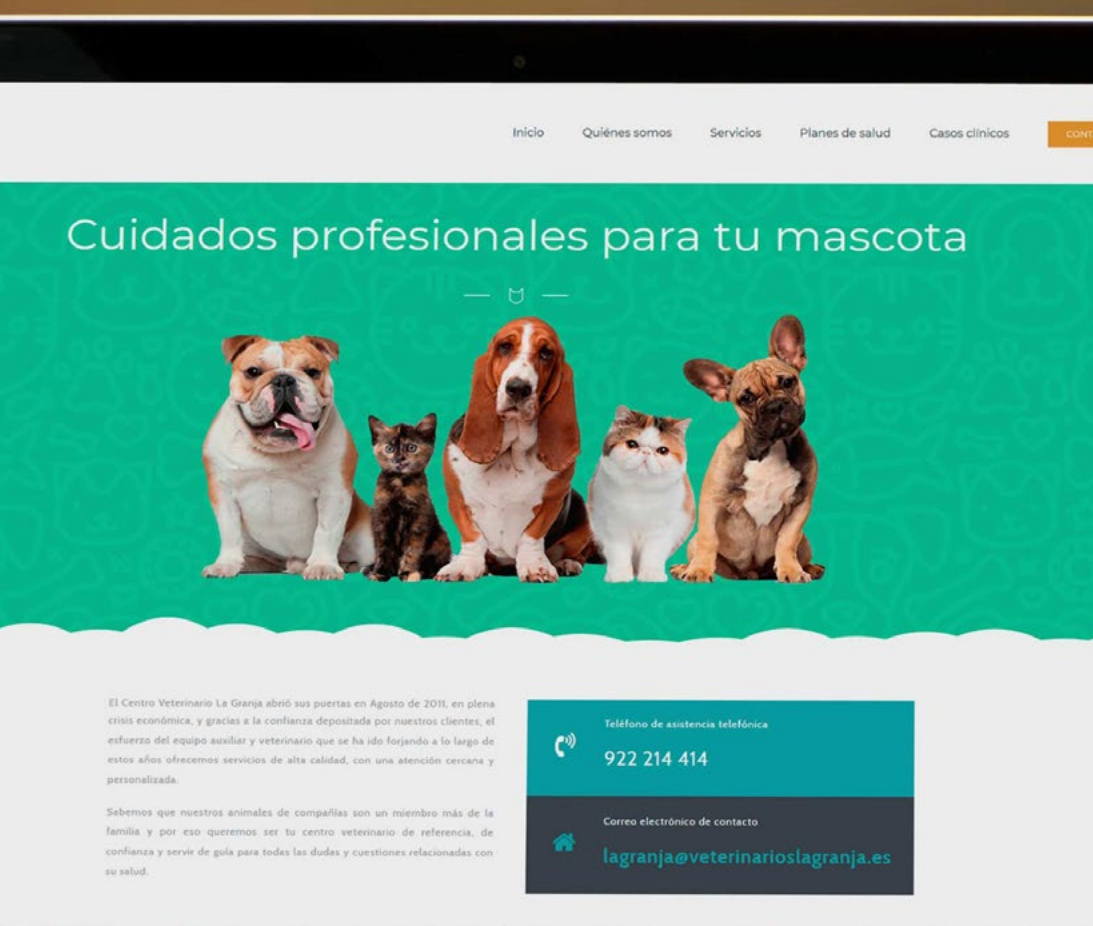 Inicio Quiénes somos Servicios Planes de salud Casos clínicos CONT
Cuidados profesionales para tu mascota
El Centro Veterinario La Granja abrió sus puertas en Agosto de 2011, en plena
crisis económica, y gracias a la confianza depositada por nuestros clientes, el
esfuerzo del equipo auxiliar y veterinario que se ha ido forjando a lo largo de
estos años ofrecemos servicios de alta calidad, con una atención cercana y
personalizada.
Sabemos que nuestros animales de compañías son un miembro más de la
familia y por eso queremos ser tu centro veterinario de referencia, de
confianza y servir de guía para todas las dudas y cuestiones relacionadas con
su salud.
Teléfono de asistencia telefónica
922 214 414
Correo electrónico de contacto
lagranja@veterinarioslagranja.es